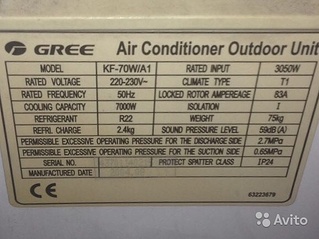 GREE Air Conditioner Outdoor Unit
MODEL KF-70W/A1 RATED INPUT 3050W
RATED VOLTAGE 220-230V~ CLIMATE TYPE T1
RATED FREQUENCY 50Hz LOCKED ROTOR AMPEREAGE 83A
COOLING CAPACITY 7000W ISOLATION I
Refrigerant R22 WEIGHT 75kg
REFRI. CHARGE 2.4kg SOUND PRESSURE LEVEL 59dB (A)
PERMISSIBLE EXCESSIVE OPERATING PRESSURE FOR THE DISCHARGE SIDE 2.7MPa
PERMISSIBLE EXCESSIVE OPERATING PRESSURE FOR THE SUCTION SIDE 0.65MPa
SERIAL NO. PROTECT SPITTER CLASS IP24
MANUFACTURED DATE
CE 63223679
Avito